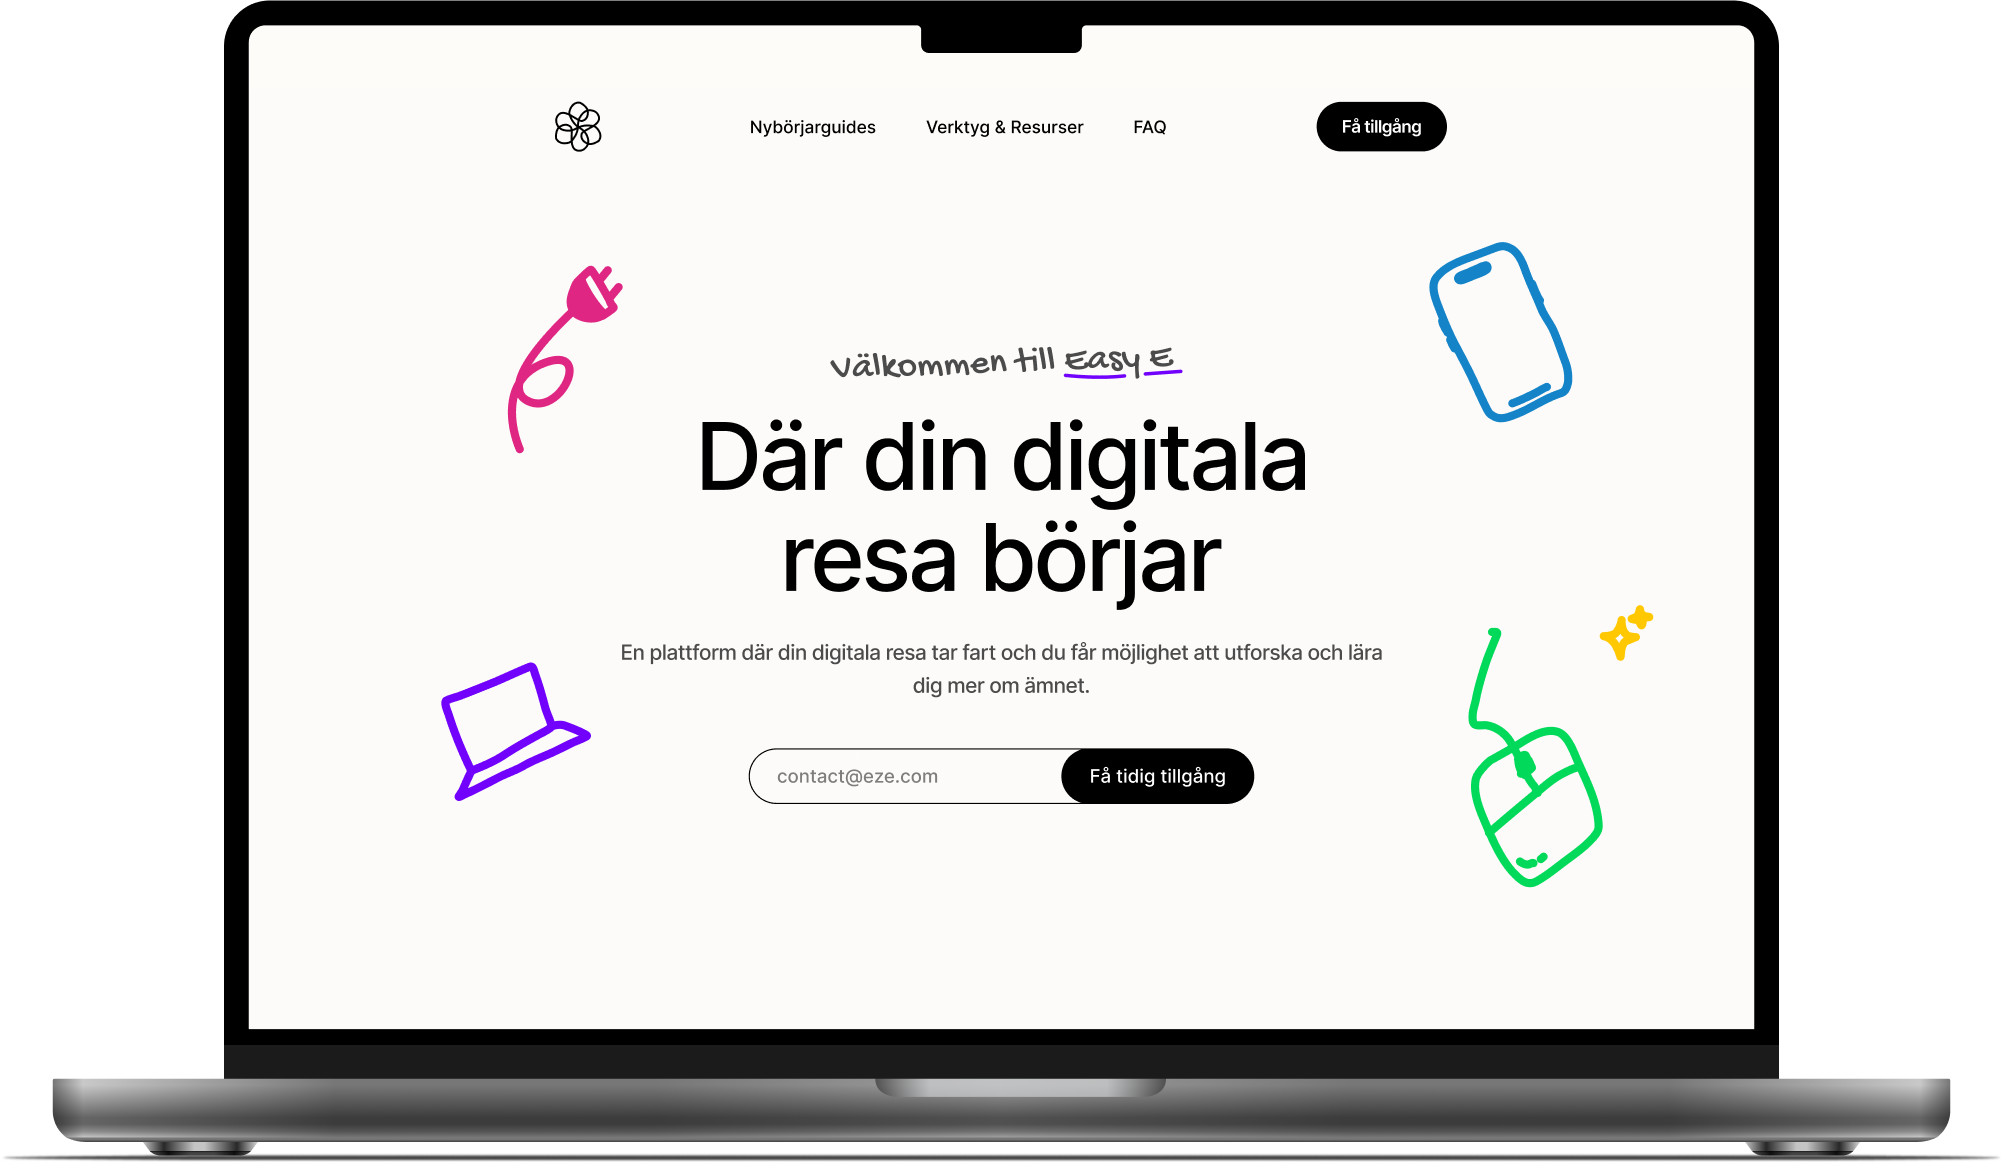 Nybörjarguides
Verktyg & Resurser
FAQ
Få tillgång
Välkommen till Easy E
Där din digitala
resa börjar
En plattform där din digitala resa tar fart och du får möjlighet att utforska och lära
dig mer om ämnet.
contact@eze.com
Få tidig tillgång